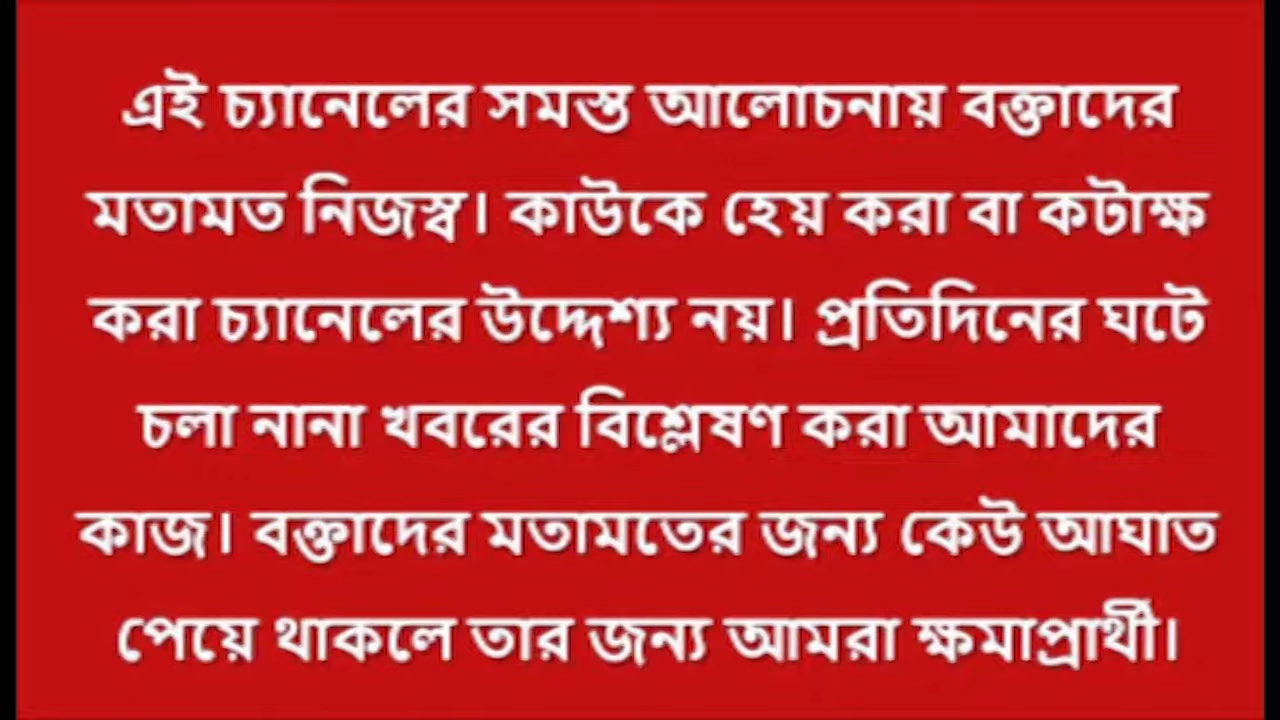 এই চ্যানেলের সমস্ত আলোচনায় বক্তাদের
মতামত নিজস্ব। কাউকে হেয় করা বা কটাক্ষ
করা চ্যানেলের উদ্দেশ্য নয়। প্রতিদিনের ঘটে
চলা নানা খবরের বিশ্লেষণ করা আমাদের
কাজ। বক্তাদের মতামতের জন্য কেউ আঘাত
পেয়ে থাকলে তার জন্য আমরা ক্ষমাপ্রার্থী।